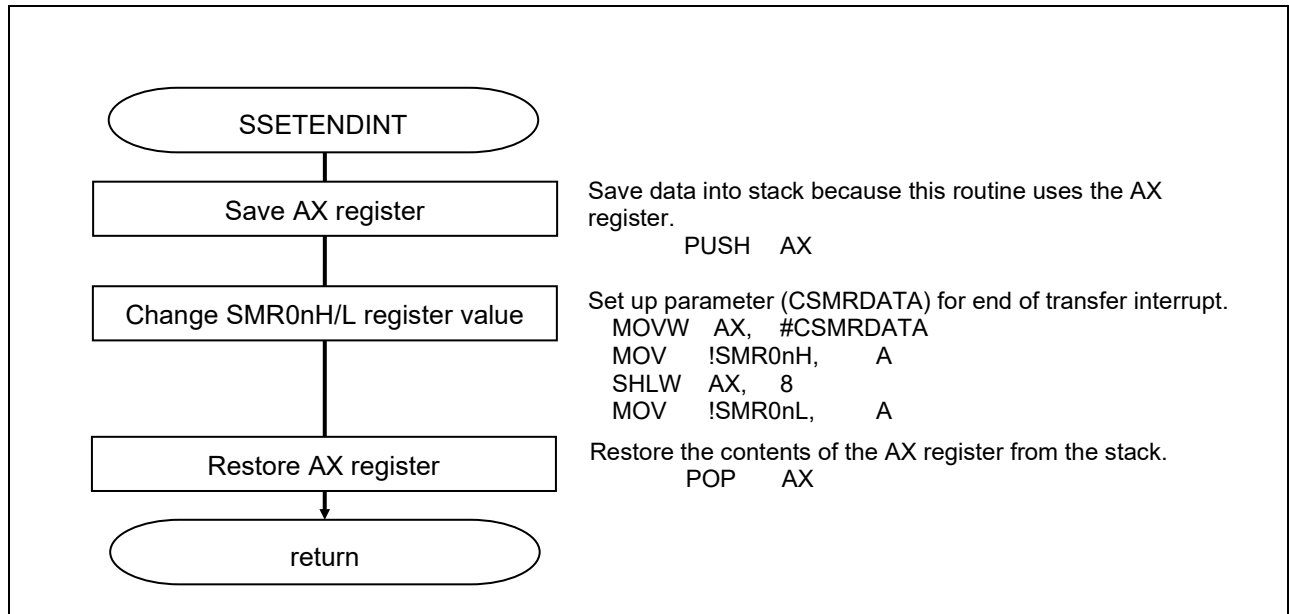 SSETENDINT
Save AX register
Save data into stack because this routine uses the AX
register.
PUSH AX
Change SMR0nH/L register value
Set up parameter (CSMRDATA) for end of transfer interrupt.
MOVW AX, #CSMRDATA
MOV !SMR0nH, A
SHLW AX, 8
MOV !SMR0nL, A
Restore AX register
Restore the contents of the AX register from the stack.
POP AX
return